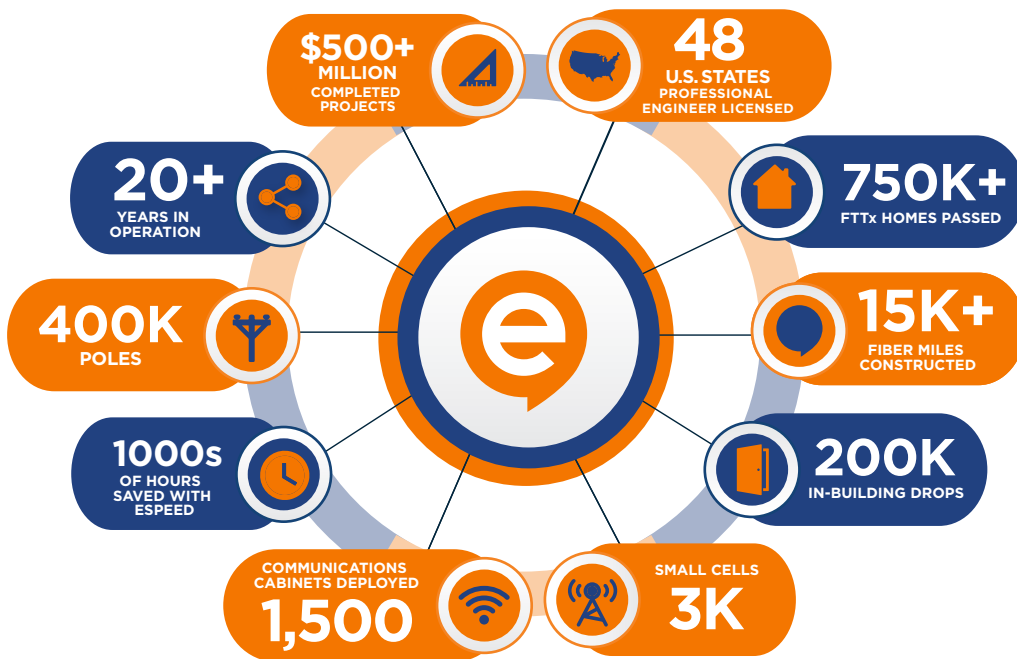 $500+
MILLION
COMPLETED
PROJECTS
48
U.S. STATES
PROFESSIONAL
ENGINEER LICENSED
20+
YEARS IN
OPERATION
750K+
FTTx HOMES PASSED
400K
POLES
e
15K+
FIBER MILES
CONSTRUCTED
1000s
OF HOURS
SAVED WITH
ESPEED
200K
IN-BUILDING DROPS
COMMUNICATIONS
CABINETS DEPLOYED
1,500
SMALL CELLS
3K